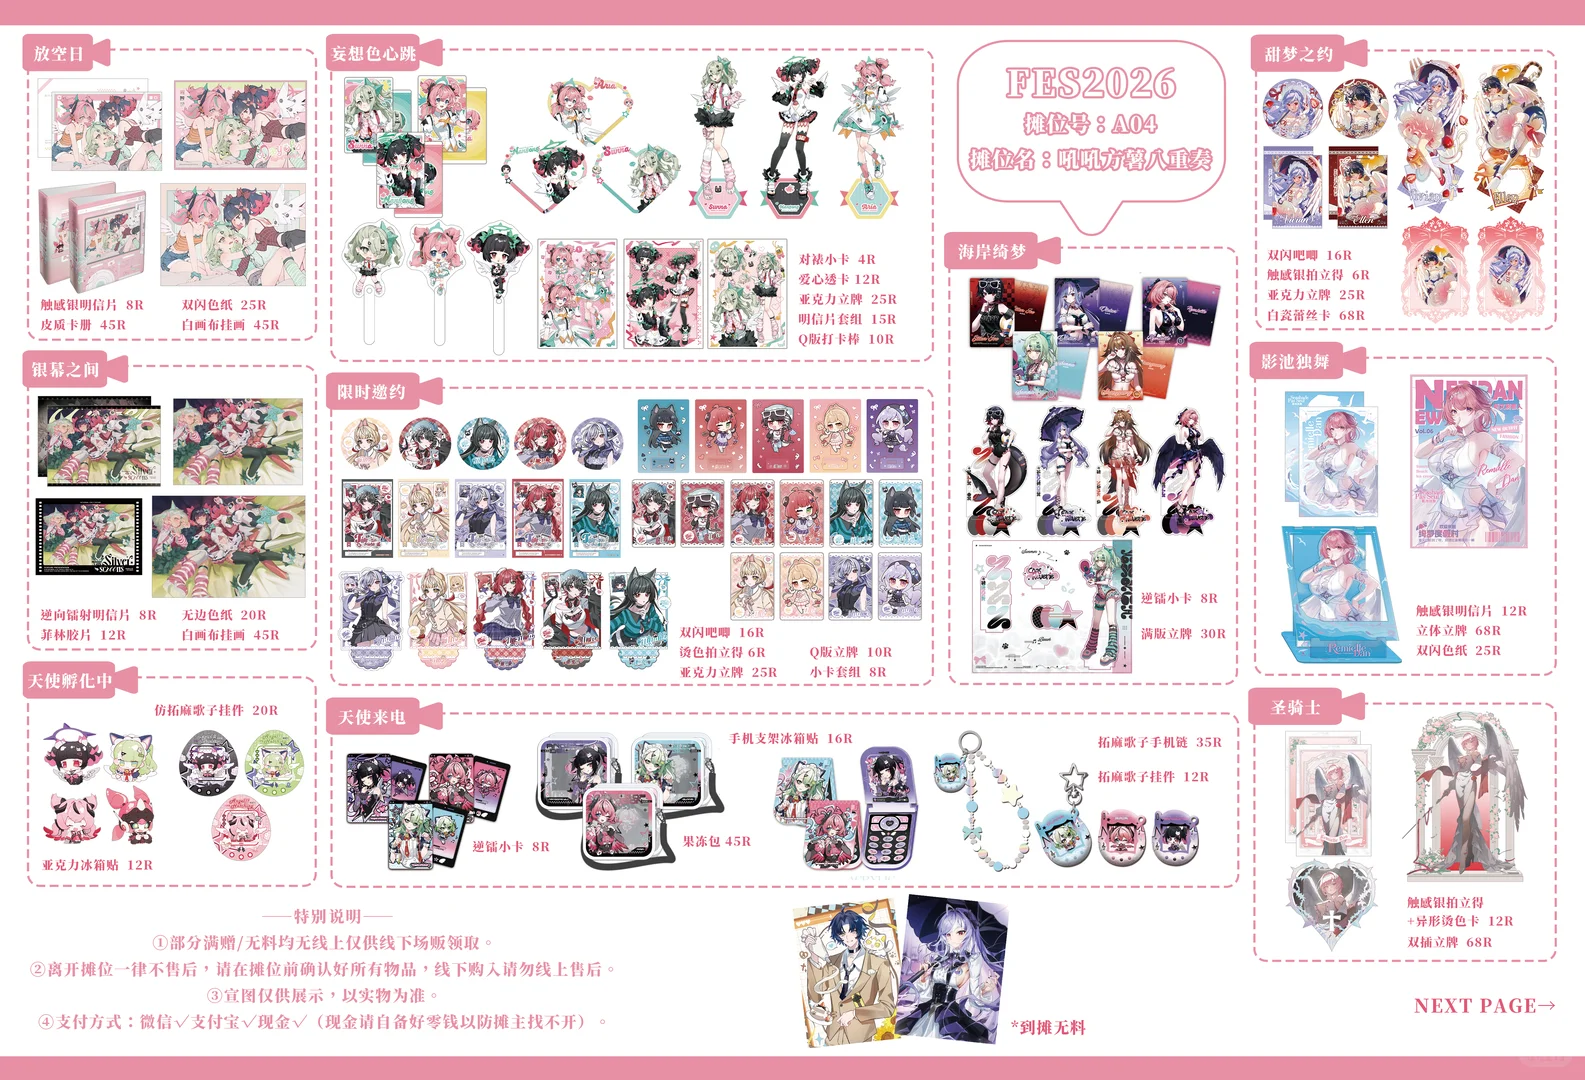 FES2026
摊位号：A04
摊位名：吼吼方薯八重奏
放空日
触感银明信片 8R
双闪色纸 25R
皮质卡册 45R
白画布挂画 45R
银幕之间
逆向镭射明信片 8R
无边色纸 20R
菲林胶片 12R
白画布挂画 45R
天使孵化中
仿拓麻歌子挂件 20R
亚克力冰箱贴 12R
妄想色心跳
Aria
Sunna
Sunna
Aria
对裱小卡 4R
爱心透卡 12R
亚克力立牌 25R
明信片套组 15R
Q版打卡棒 10R
限时邀约
双闪吧唧 16R
烫色拍立得 6R
Q版立牌 10R
亚克力立牌 25R
小卡套组 8R
天使来电
逆镭小卡 8R
果冻包 45R
手机支架冰箱贴 16R
拓麻歌子手机链 35R
拓麻歌子挂件 12R
海岸绮梦
逆镭小卡 8R
满版立牌 30R
甜梦之约
Vivian
Ellen
双闪吧唧 16R
触感银拍立得 6R
亚克力立牌 25R
白瓷蕾丝卡 68R
影池独舞
触感银明信片 12R
立体立牌 68R
双闪色纸 25R
圣骑士
触感银拍立得
+异形烫色卡 12R
双插立牌 68R
——特别说明——
①部分满赠/无料均无线上仅供线下场贩领取。
②离开摊位一律不售后，请在摊位前确认好所有物品，线下购入请勿线上售后。
③宣图仅供展示，以实物为准。
④支付方式：微信✓支付宝✓现金✓（现金请自备好零钱以防摊主找不开）。
*到摊无料
NEXT PAGE→